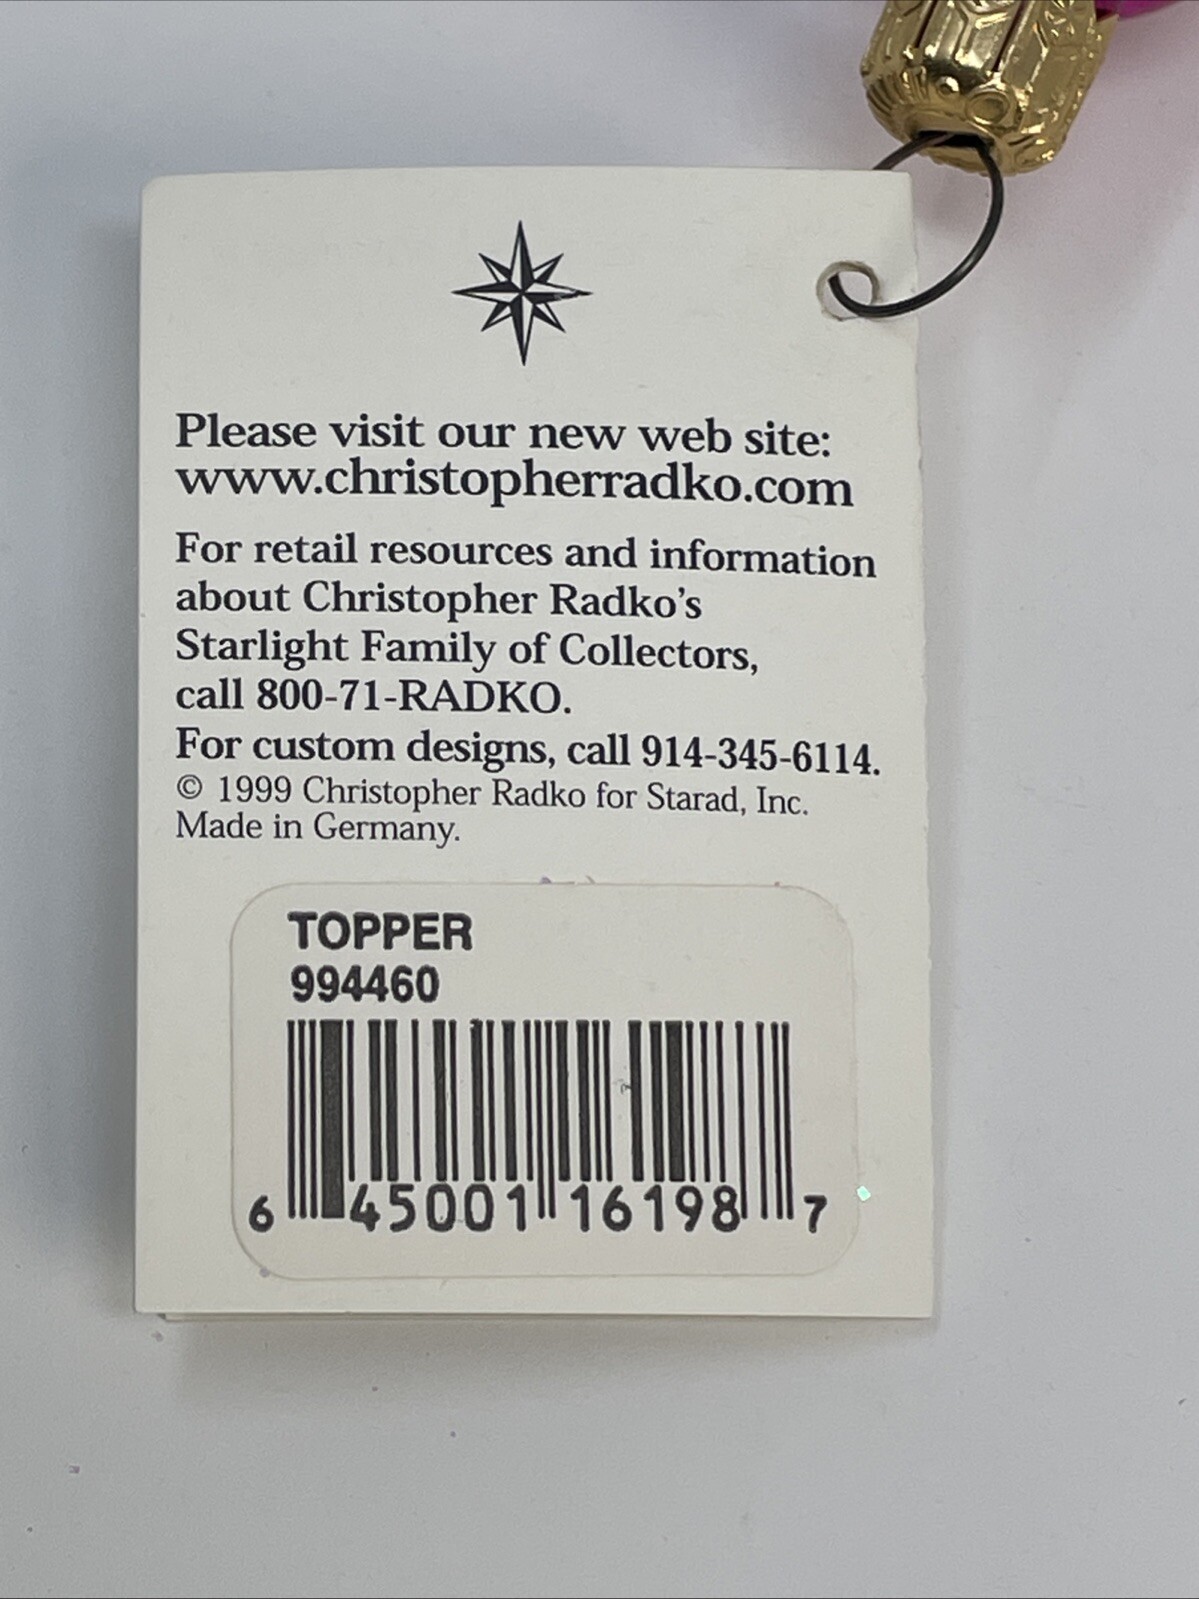 Please visit our new web site:
www.christopherradko.com
For retail resources and information
about Christopher Radko's
Starlight Family of Collectors,
call 800-71-RADKO.
For custom designs, call 914-345-6114.
© 1999 Christopher Radko for Starad, Inc.
Made in Germany.
TOPPER
994460
6 45001 16198 7